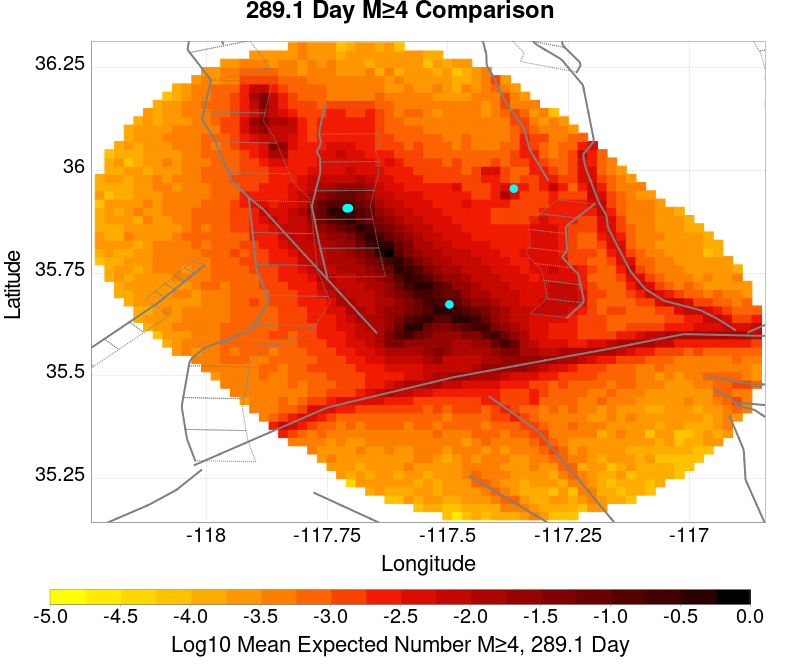 289.1 Day M≥4 Comparison
36.25
36
35.75
35.5
35.25
Latitude
-118 -117.75 -117.5 -117.25 -117
Longitude
-5.0 -4.5 -4.0 -3.5 -3.0 -2.5 -2.0 -1.5 -1.0 -0.5 0.0
Log10 Mean Expected Number M≥4, 289.1 Day